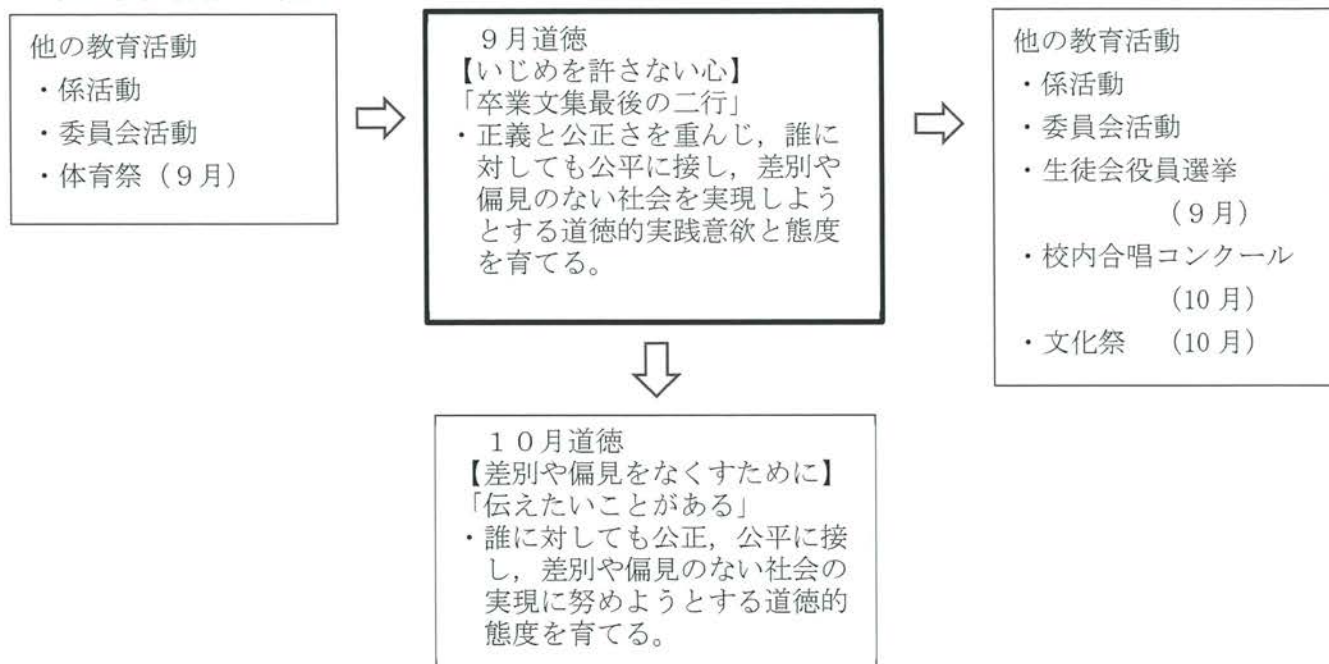 他の教育活動
・係活動
・委員会活動
・体育祭（９月）
９月道徳
【いじめを許さない心】
「卒業文集最後の二行」
・正義と公正さを重んじ，誰に
対しても公平に接し，差別や
偏見のない社会を実現しよう
とする道徳的実践意欲と態度
を育てる。
他の教育活動
・係活動
・委員会活動
・生徒会役員選挙
（９月）
・校内合唱コンクール
（10月）
・文化祭　（10月）
１０月道徳
【差別や偏見をなくすために】
「伝えたいことがある」
・誰に対しても公正，公平に接
し，差別や偏見のない社会の
実現に努めようとする道徳的
態度を育てる。